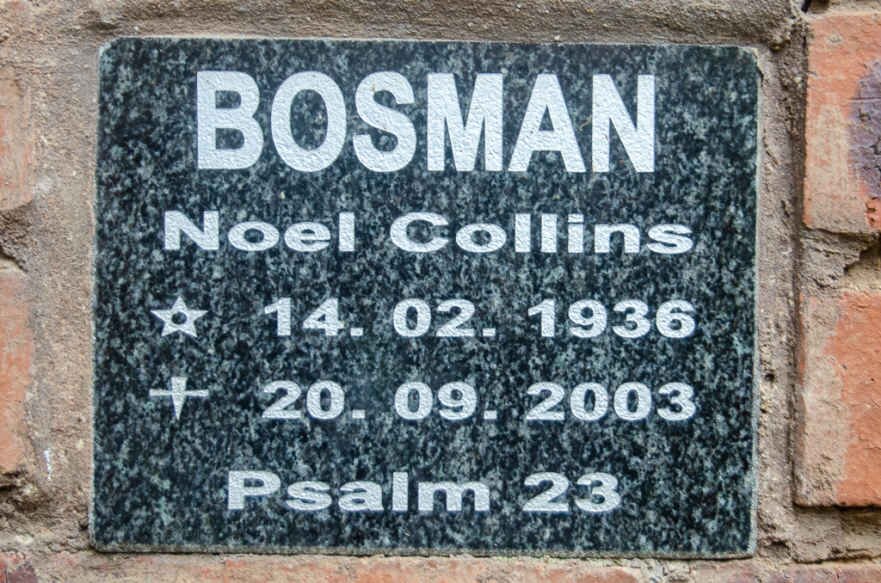 BOSMAN
Noel Collins
14. 02. 1936
20. 09. 2003
Psalm 23